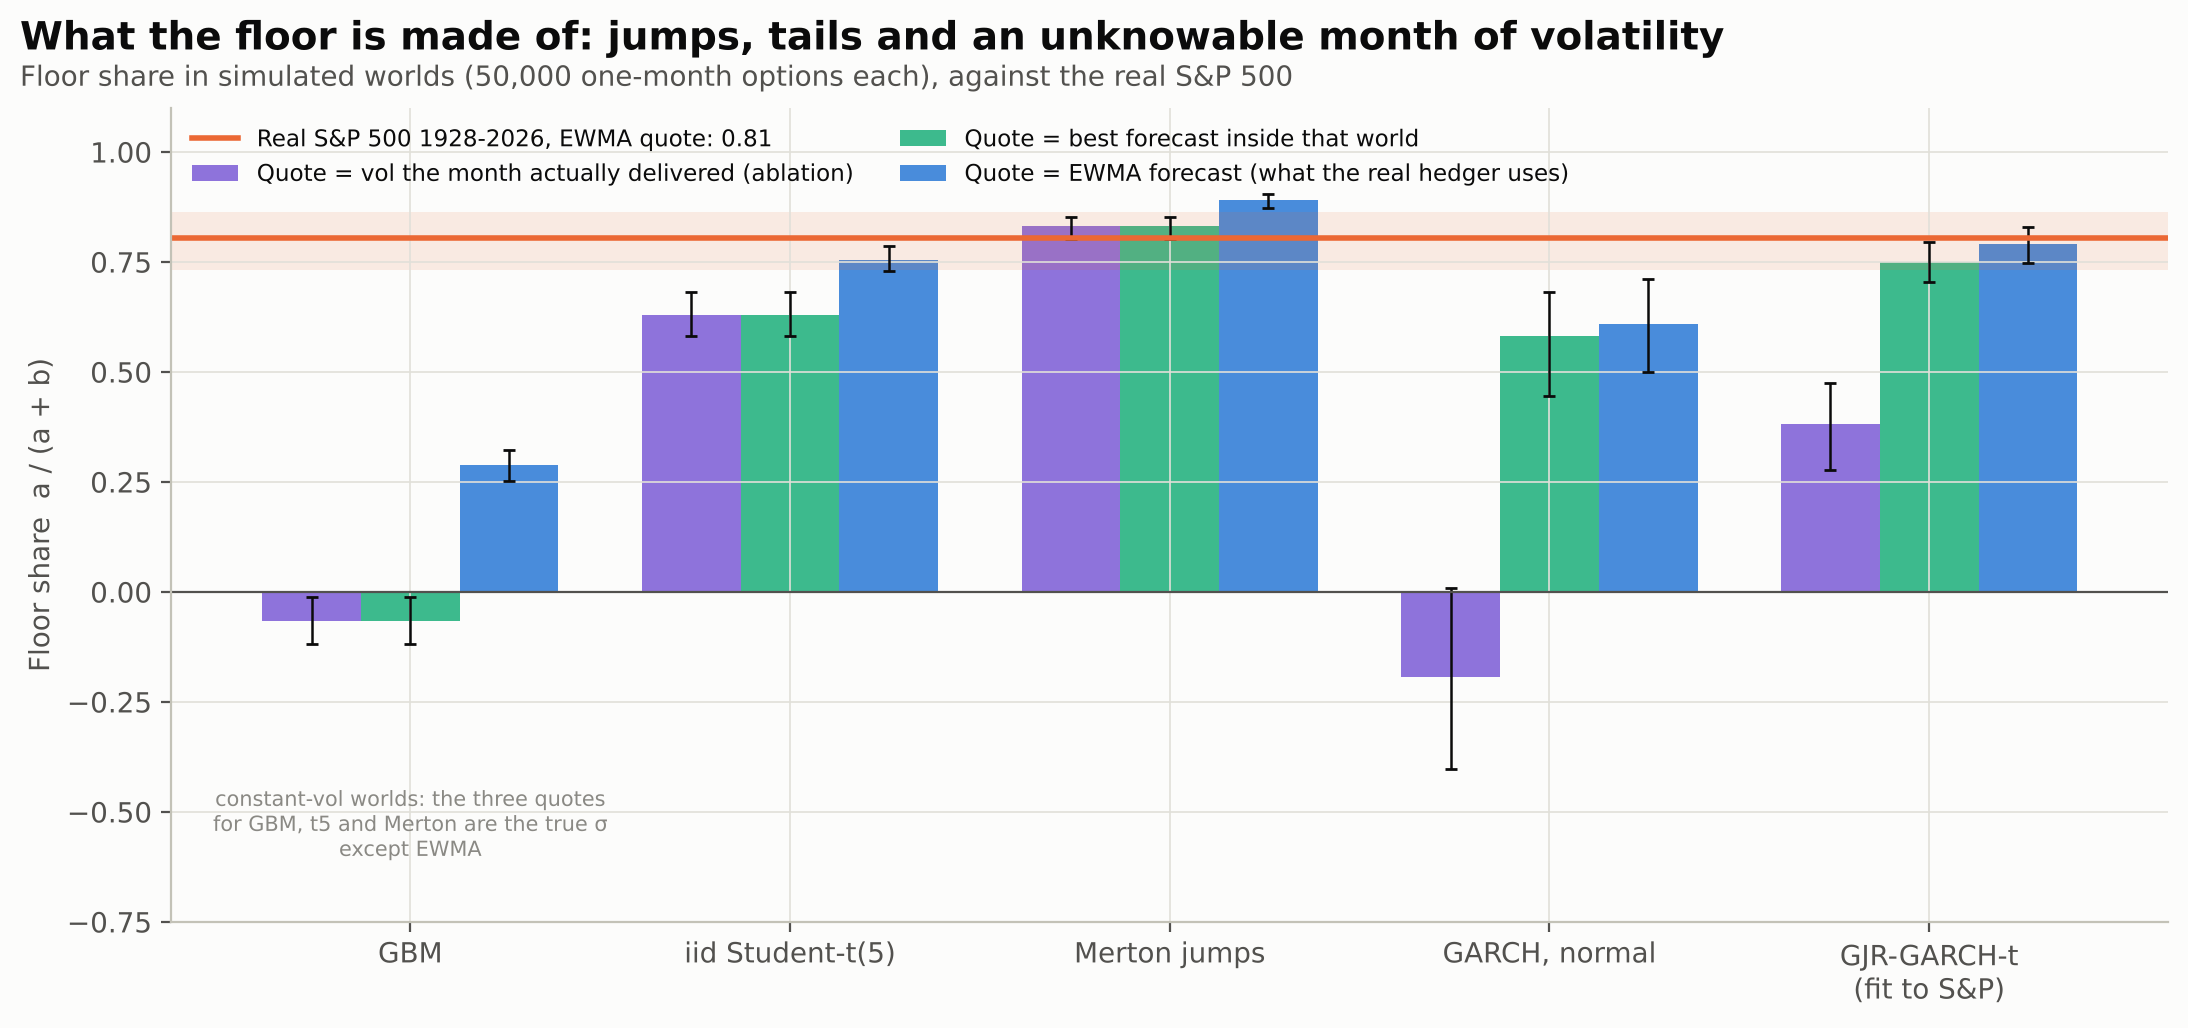 What the floor is made of: jumps, tails and an unknowable month of volatility
Floor share in simulated worlds (50,000 one-month options each), against the real S&P 500
Real S&P 500 1928-2026, EWMA quote: 0.81
Quote = vol the month actually delivered (ablation)
Quote = best forecast inside that world
Quote = EWMA forecast (what the real hedger uses)
Floor share  a / (a + b)
1.00
0.75
0.50
0.25
0.00
−0.25
−0.50
−0.75
constant-vol worlds: the three quotes
for GBM, t5 and Merton are the true σ
except EWMA
GBM
iid Student-t(5)
Merton jumps
GARCH, normal
GJR-GARCH-t
(fit to S&P)